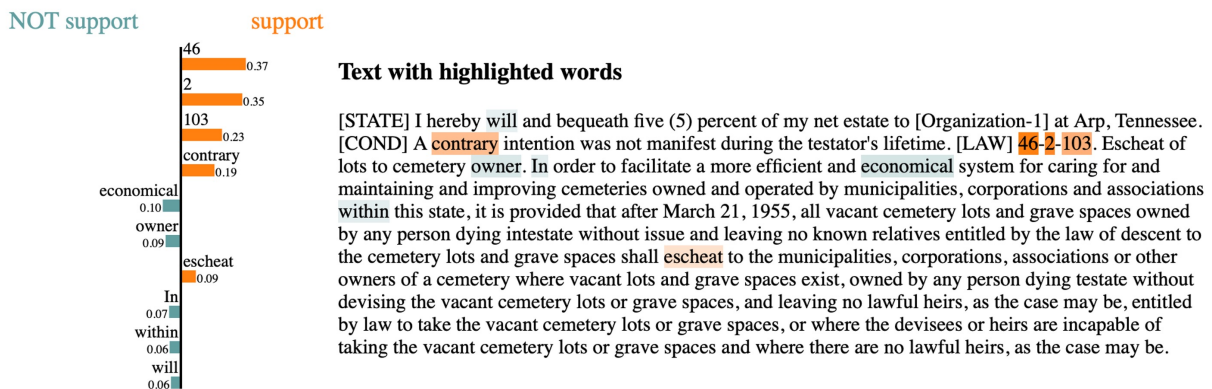 NOT support
support
46
0.37
2
0.35
103
0.23
contrary
0.19
economical
0.10
owner
0.09
escheat
0.09
In
0.07
within
0.06
will
0.06
Text with highlighted words
[STATE] I hereby will and bequeath five (5) percent of my net estate to [Organization-1] at Arp, Tennessee.
[COND] A contrary intention was not manifest during the testator's lifetime. [LAW] 46-2-103. Escheat of
lots to cemetery owner. In order to facilitate a more efficient and economical system for caring for and
maintaining and improving cemeteries owned and operated by municipalities, corporations and associations
within this state, it is provided that after March 21, 1955, all vacant cemetery lots and grave spaces owned
by any person dying intestate without issue and leaving no known relatives entitled by the law of descent to
the cemetery lots and grave spaces shall escheat to the municipalities, corporations, associations or other
owners of a cemetery where vacant lots and grave spaces exist, owned by any person dying testate without
devising the vacant cemetery lots or grave spaces, and leaving no lawful heirs, as the case may be, entitled
by law to take the vacant cemetery lots or grave spaces, or where the devisees or heirs are incapable of
taking the vacant cemetery lots or grave spaces and where there are no lawful heirs, as the case may be.